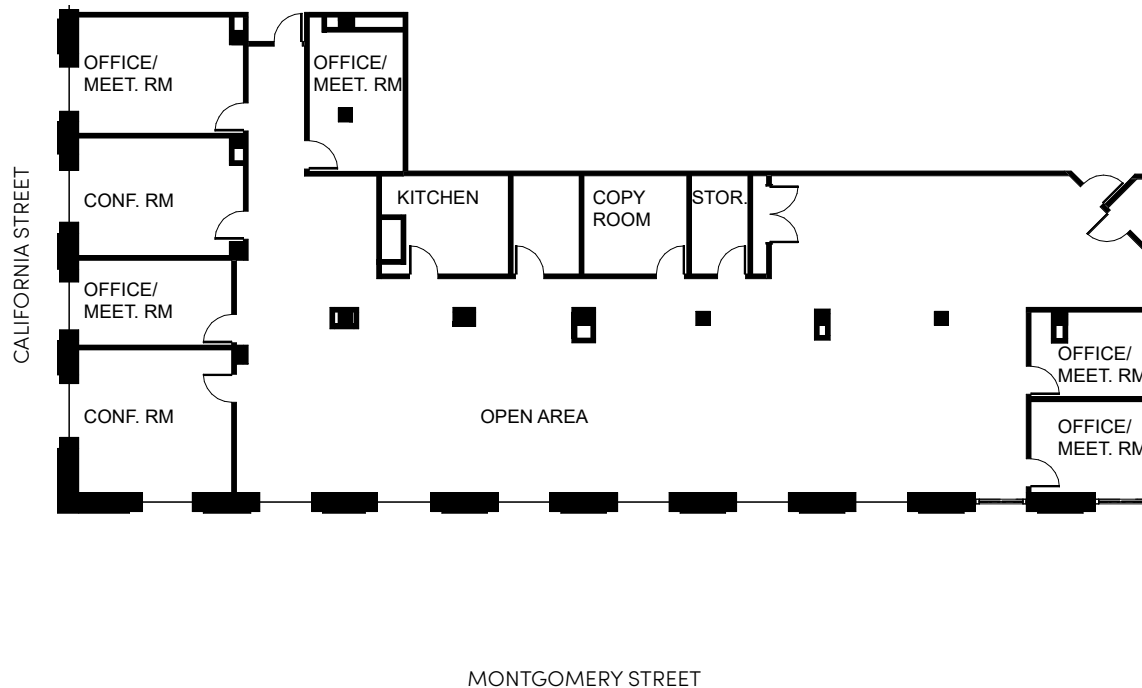 OFFICE/
MEET. RM
OFFICE/
MEET. RM
CONF. RM
KITCHEN
COPY
ROOM
STOR.
OFFICE/
MEET. RM
CONF. RM
OPEN AREA
OFFICE/
MEET. RM
OFFICE/
MEET. RM
CALIFORNIA STREET
MONTGOMERY STREET